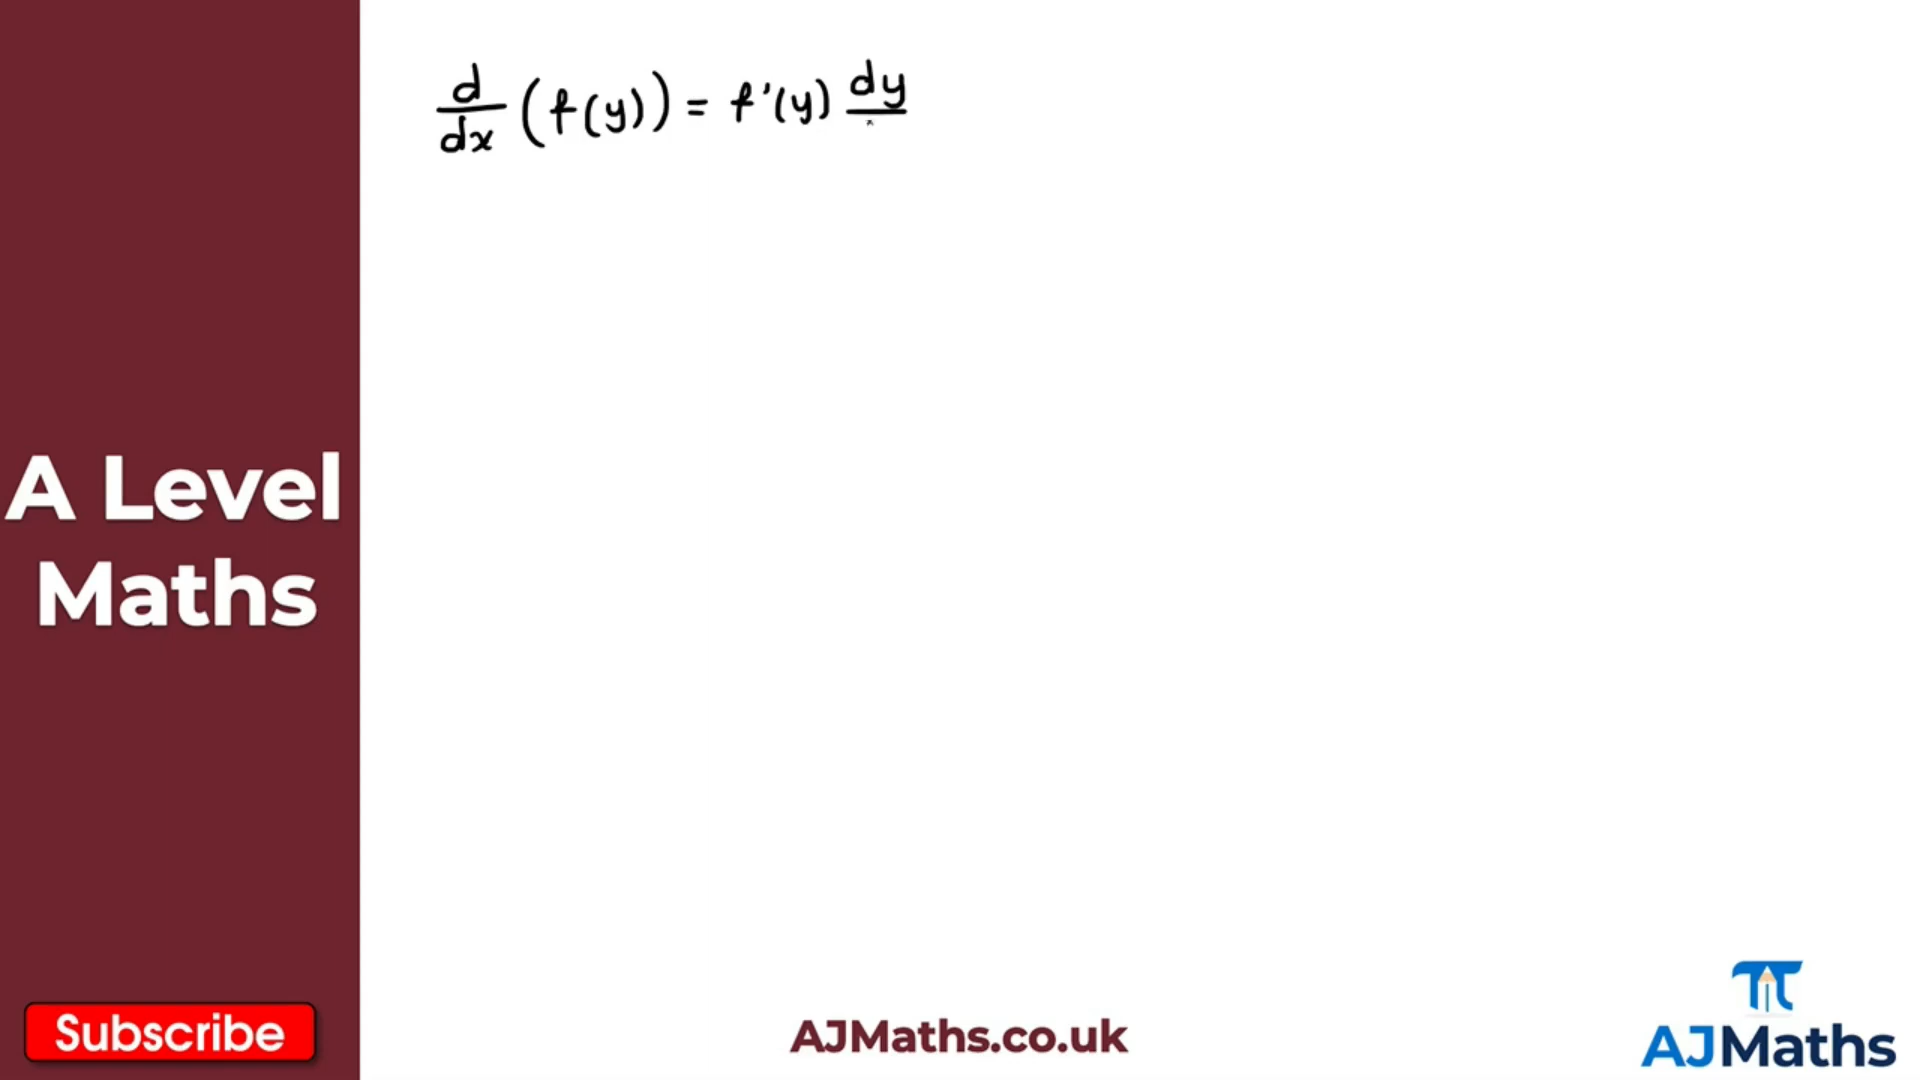 d/dx (f(y)) = f'(y) dy
A Level
Maths
Subscribe
AJMaths.co.uk
AJMaths